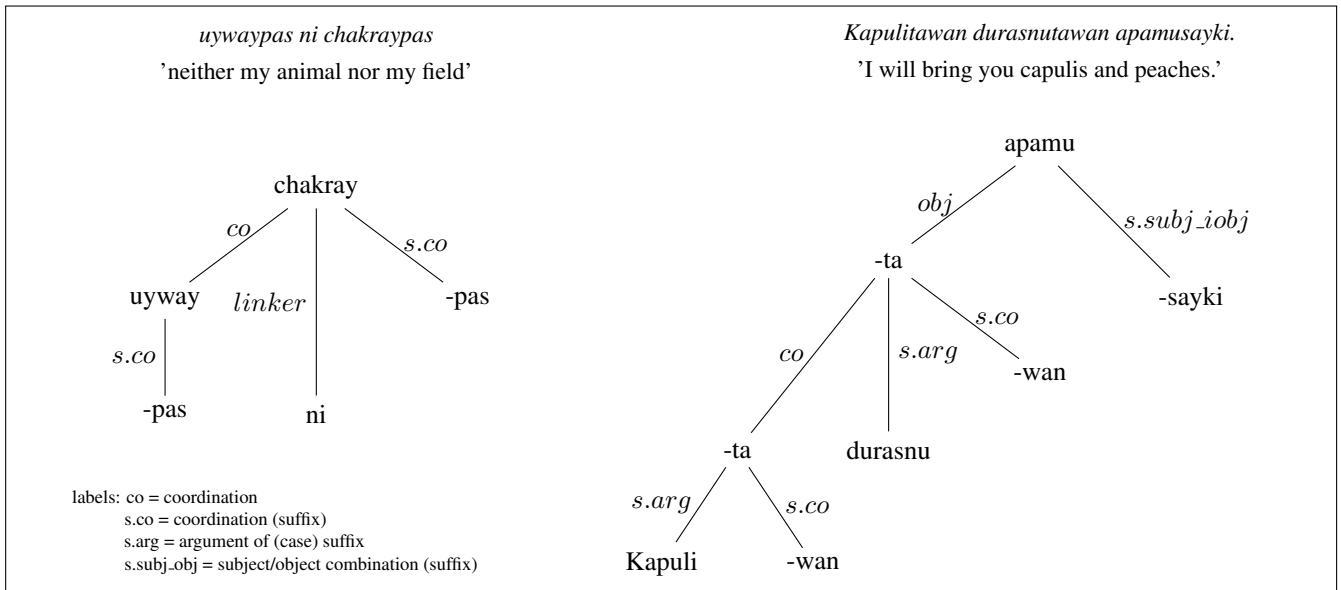 uywaypas ni chakraypas
'neither my animal nor my field'
chakray
co
s.co
uyway
linker
-pas
s.co
-pas
ni
labels: co = coordination
s.co = coordination (suffix)
s.arg = argument of (case) suffix
s.subj_obj = subject/object combination (suffix)
Kapulitawan durasnutawan apamusayki.
'I will bring you capulis and peaches.'
apamu
obj
s.subj_iobj
-ta
-sayki
co
s.arg
s.co
-wan
-ta
durasnu
s.arg
s.co
Kapuli
-wan